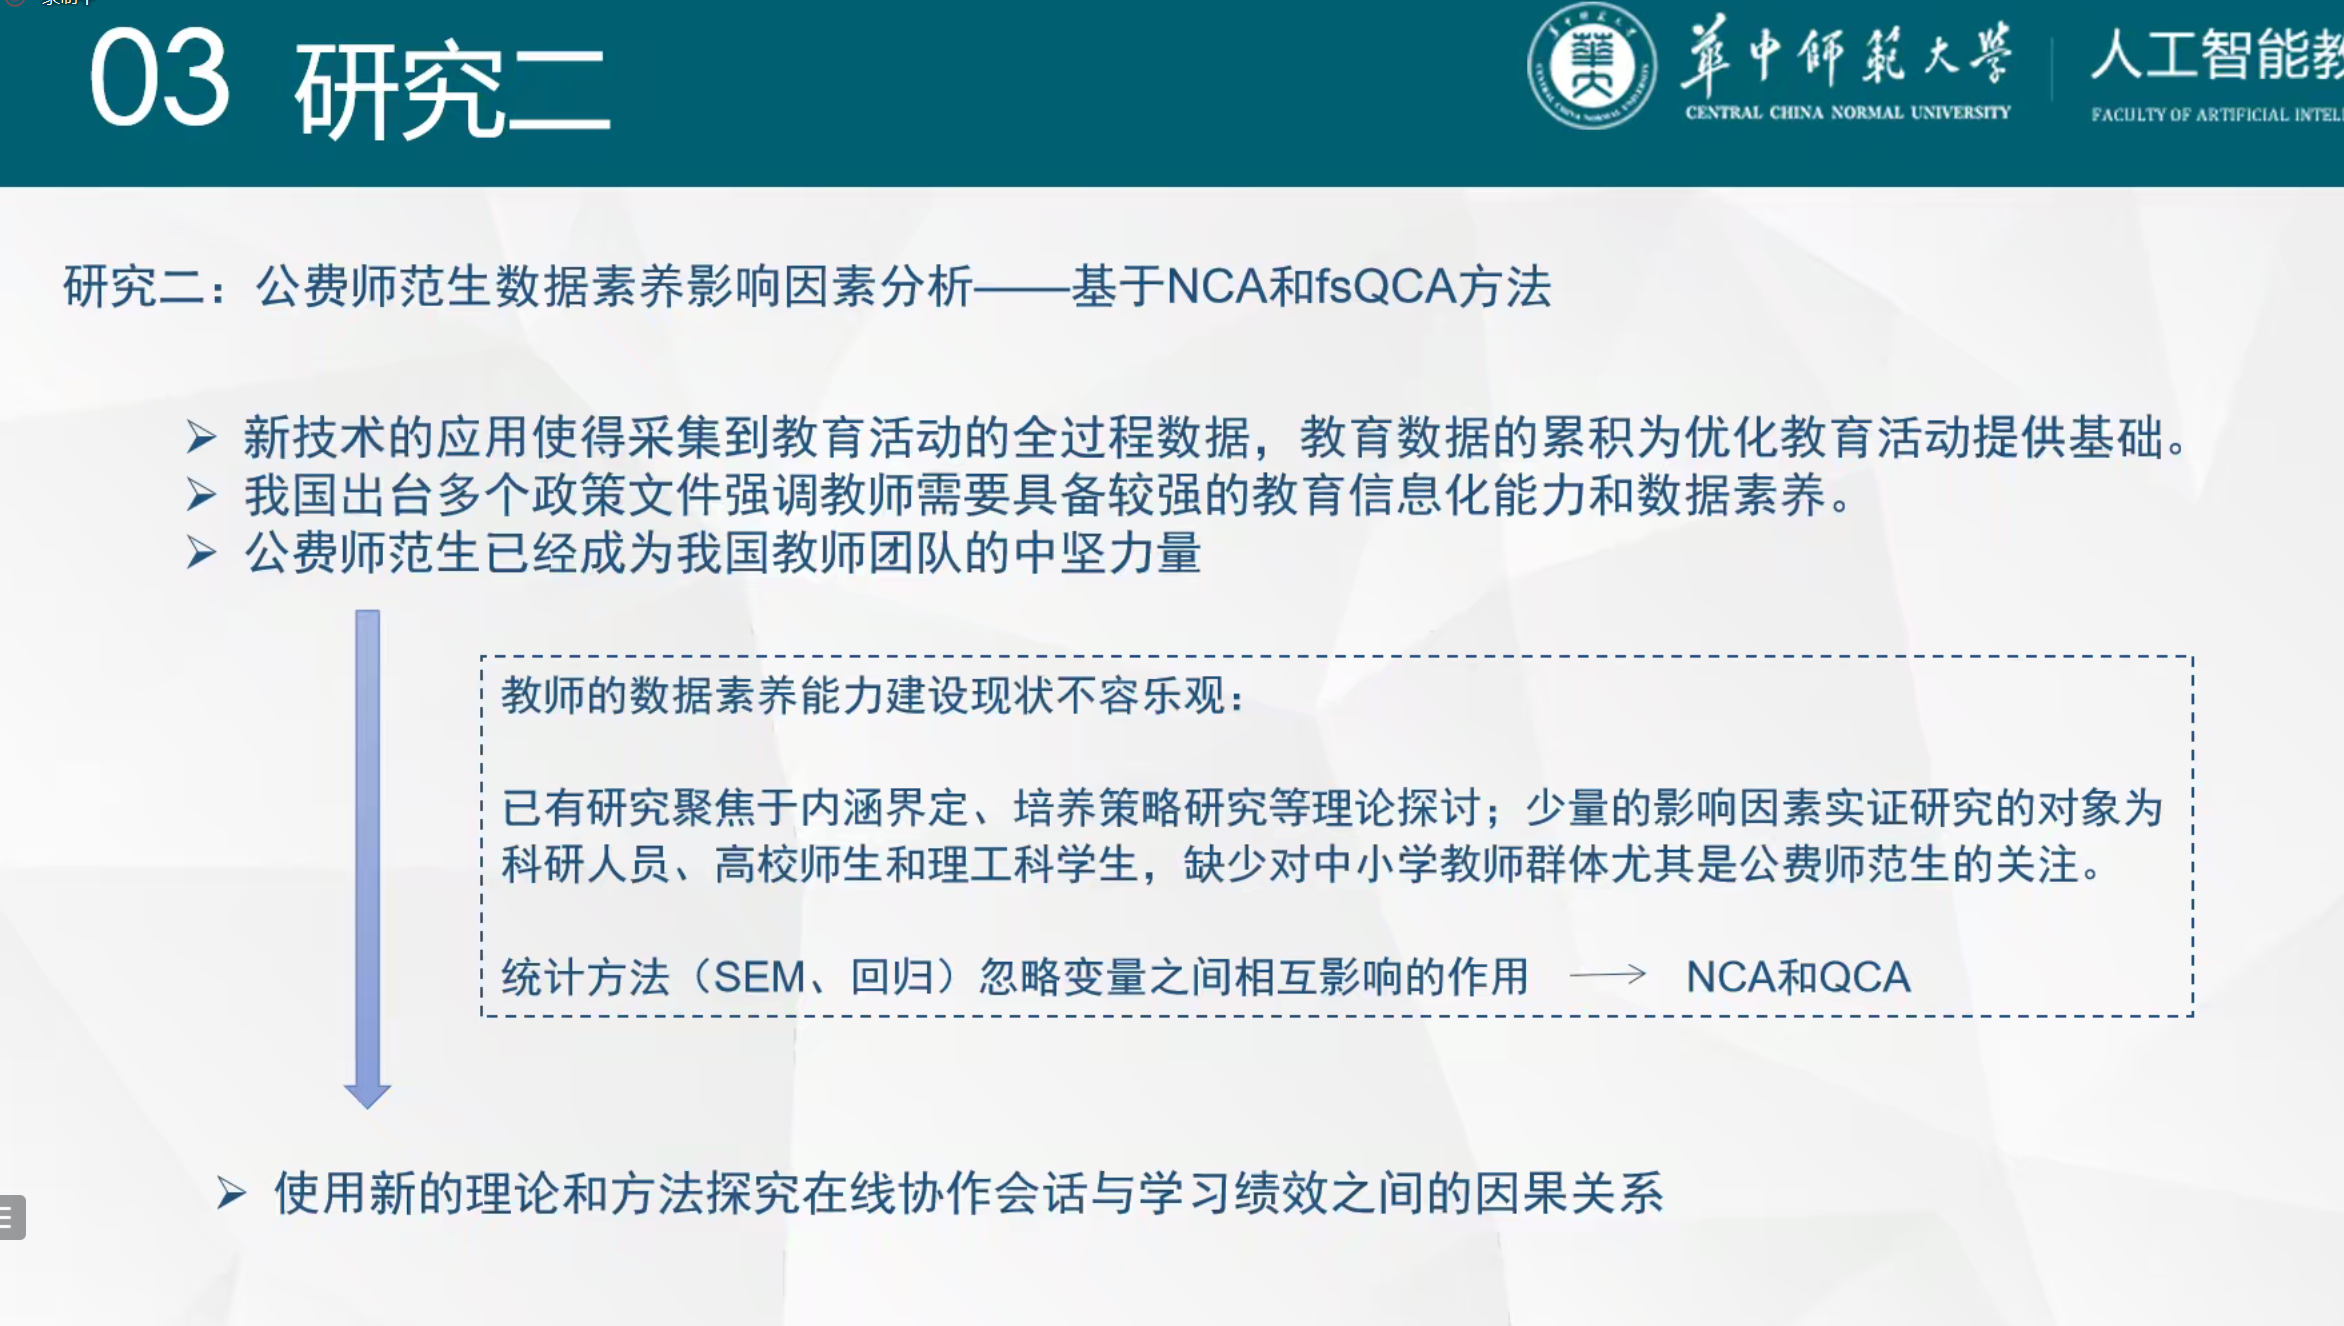 03 研究二
華中師範大學
CENTRAL CHINA NORMAL UNIVERSITY
人工智能教
FACULTY OF ARTIFICIAL INTEL
研究二：公费师范生数据素养影响因素分析——基于NCA和fsQCA方法
➢ 新技术的应用使得采集到教育活动的全过程数据，教育数据的累积为优化教育活动提供基础。
➢ 我国出台多个政策文件强调教师需要具备较强的教育信息化能力和数据素养。
➢ 公费师范生已经成为我国教师团队的中坚力量
教师的数据素养能力建设现状不容乐观：
已有研究聚焦于内涵界定、培养策略研究等理论探讨；少量的影响因素实证研究的对象为
科研人员、高校师生和理工科学生，缺少对中小学教师群体尤其是公费师范生的关注。
统计方法（SEM、回归）忽略变量之间相互影响的作用 → NCA和QCA
➢ 使用新的理论和方法探究在线协作会话与学习绩效之间的因果关系